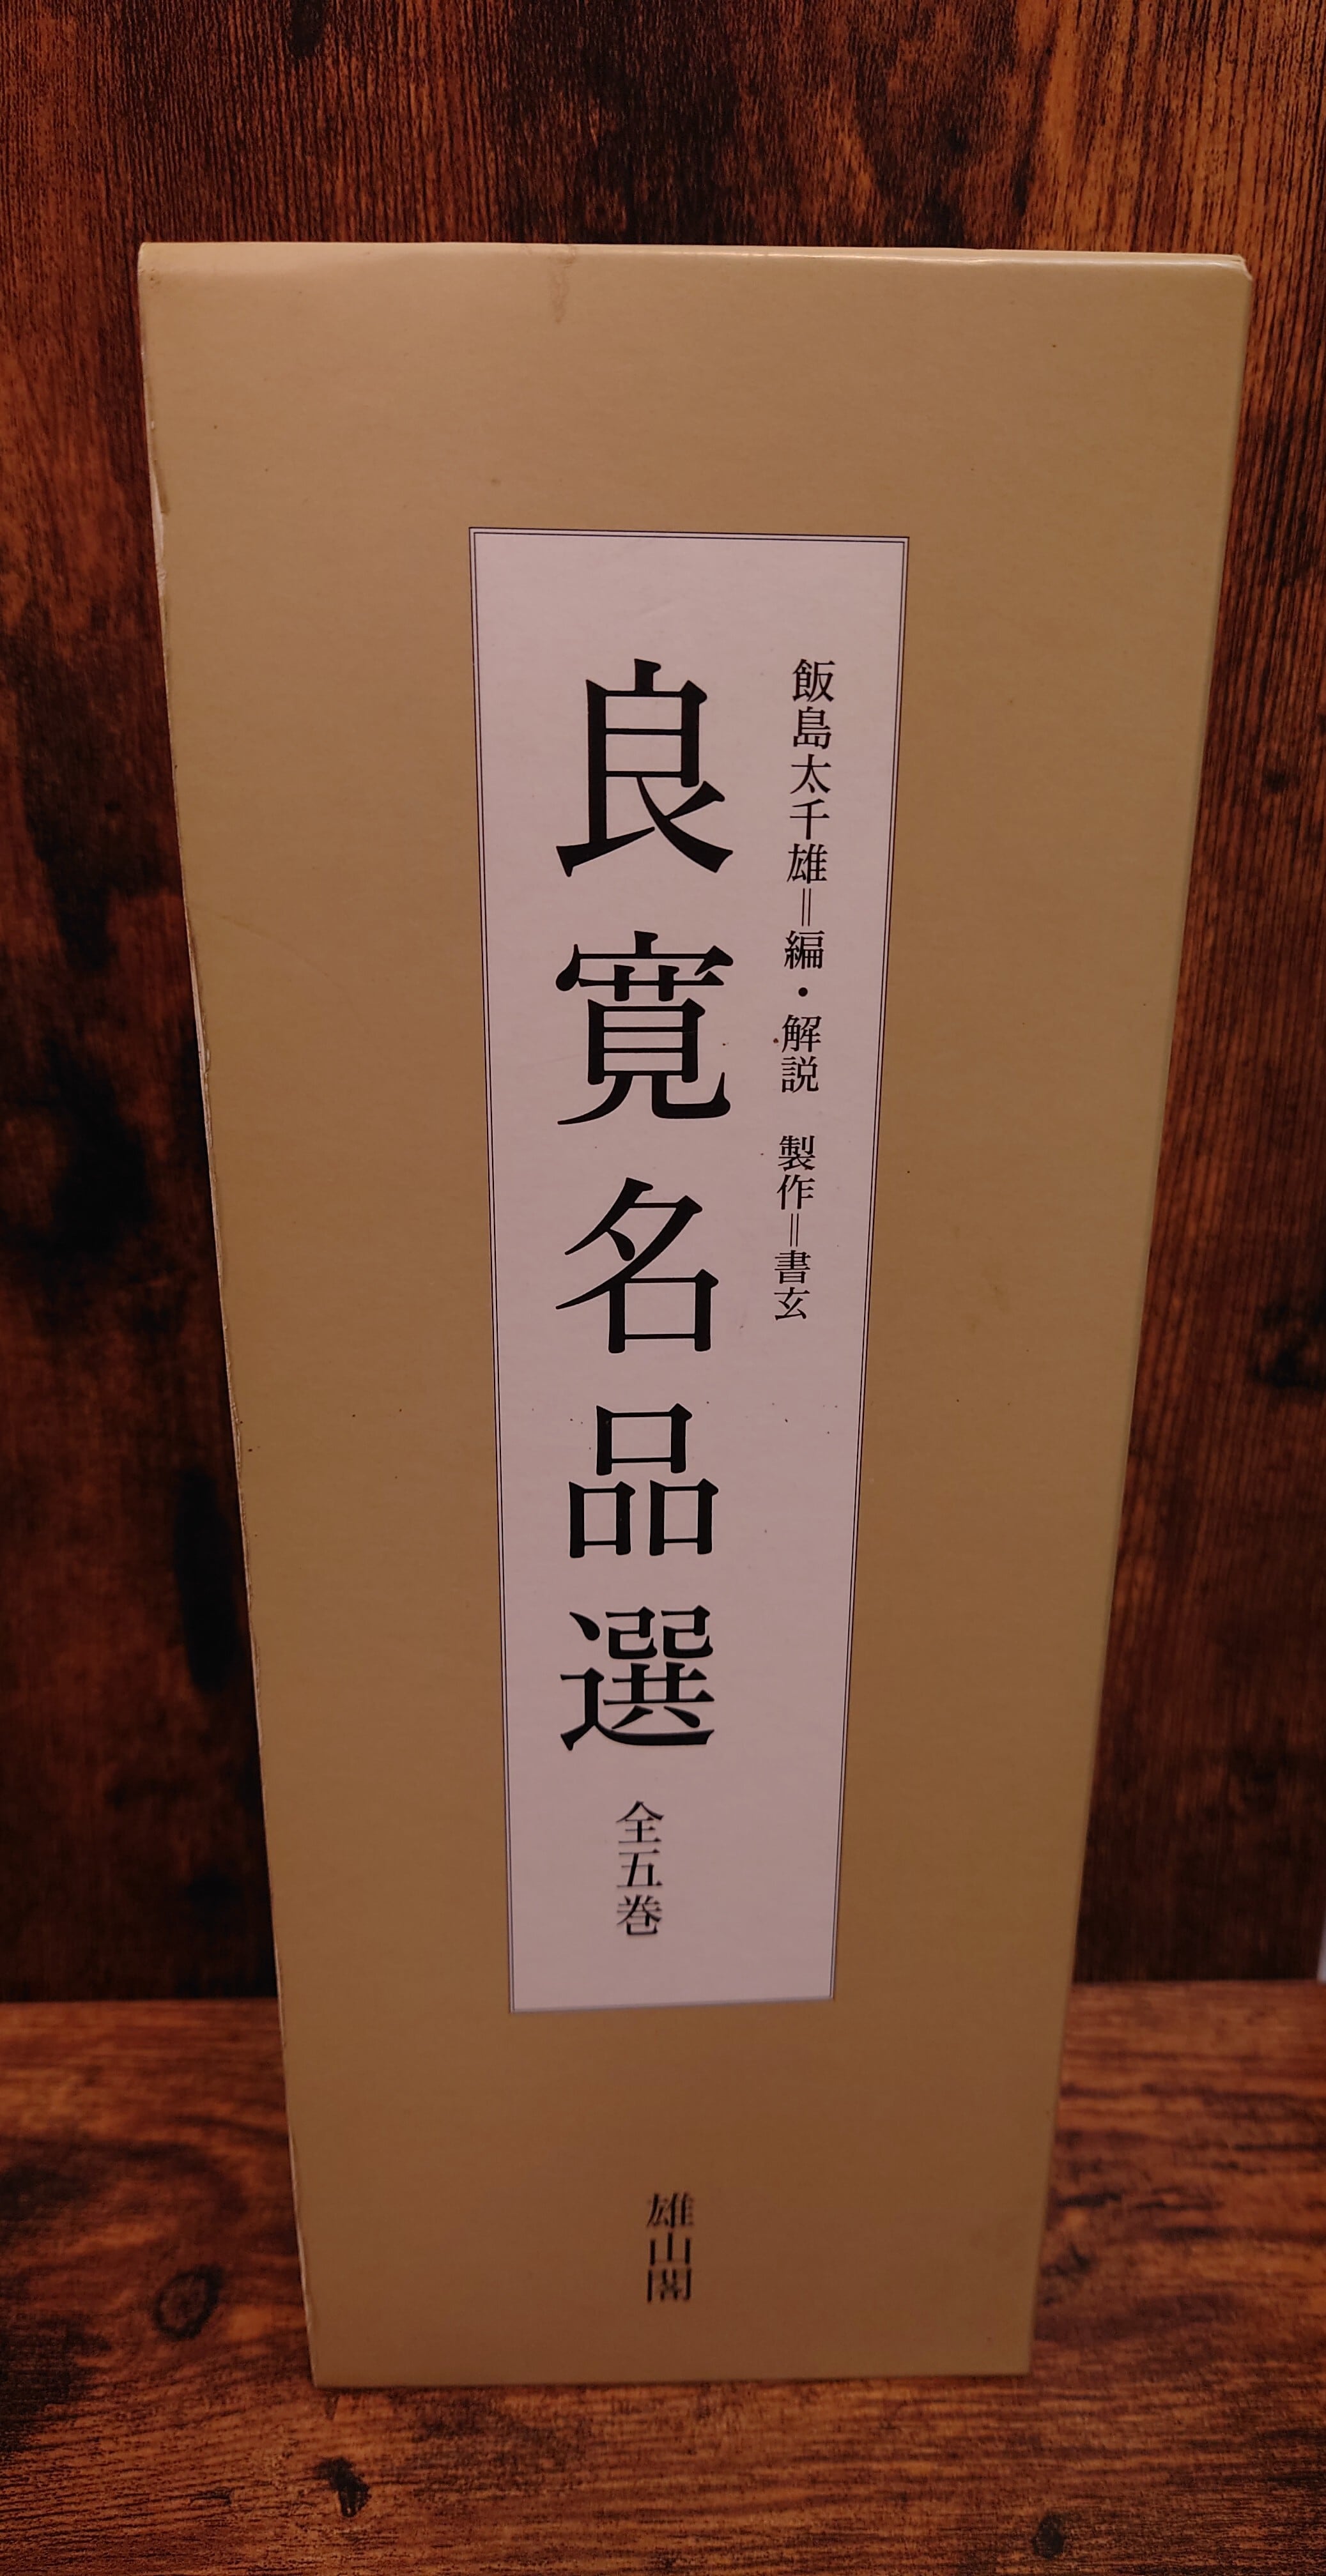 飯島太千雄＝編・解説　製作＝書玄
良寛名品選 全五巻
雄山閣